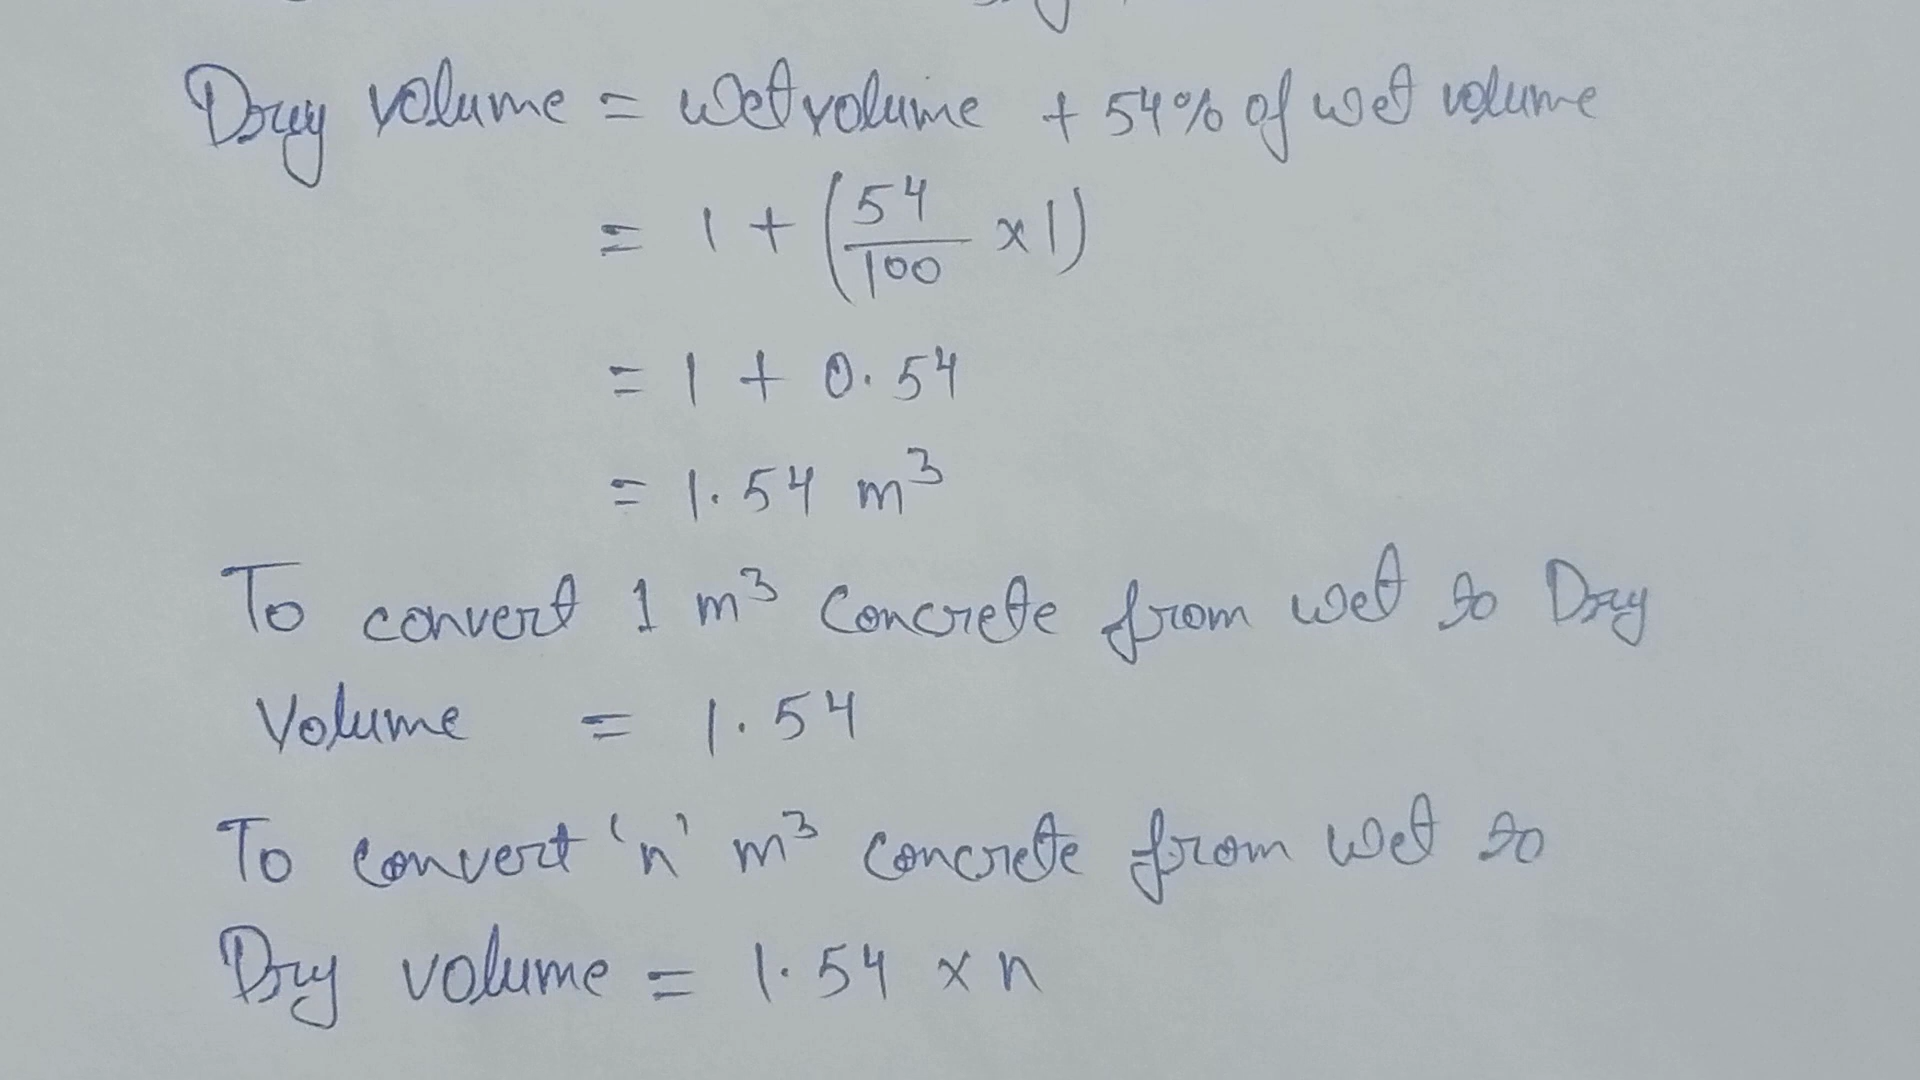 Dry volume = wet volume + 54% of wet volume
= 1 + (54/100 × 1)
= 1 + 0.54
= 1.54 m³
To convert 1 m³ Concrete from wet to Dry
Volume = 1.54
To convert 'n' m³ concrete from wet to
Dry volume = 1.54 × n